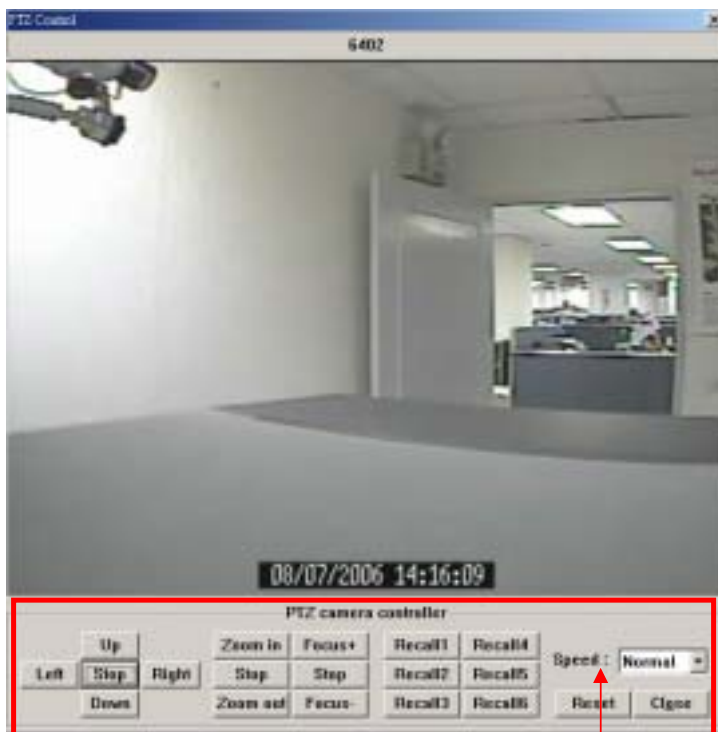 PTZ Control
6402
08/07/2006 14:16:09
PTZ camera controller
Up Zoom in Focus+ Recall1 Recall4
Left Stop Right Stop Stop Recall2 Recall5 Speed : Normal
Down Zoom out Focus- Recall3 Recall6 Reset Close